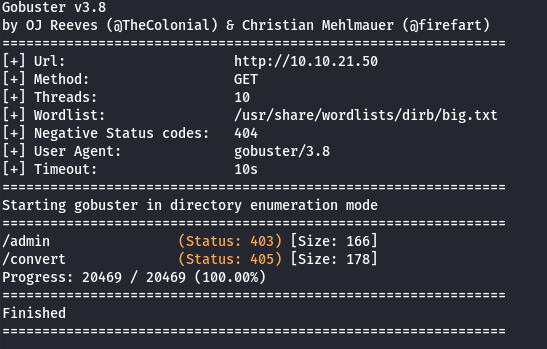 Gobuster v3.8
by OJ Reeves (@TheColonial) & Christian Mehlmauer (@firefart)
===============================================================
[+] Url:                     http://10.10.21.50
[+] Method:                  GET
[+] Threads:                 10
[+] Wordlist:                /usr/share/wordlists/dirb/big.txt
[+] Negative Status codes:   404
[+] User Agent:              gobuster/3.8
[+] Timeout:                 10s
===============================================================
Starting gobuster in directory enumeration mode
===============================================================
/admin                (Status: 403) [Size: 166]
/convert              (Status: 405) [Size: 178]
Progress: 20469 / 20469 (100.00%)
===============================================================
Finished
===============================================================